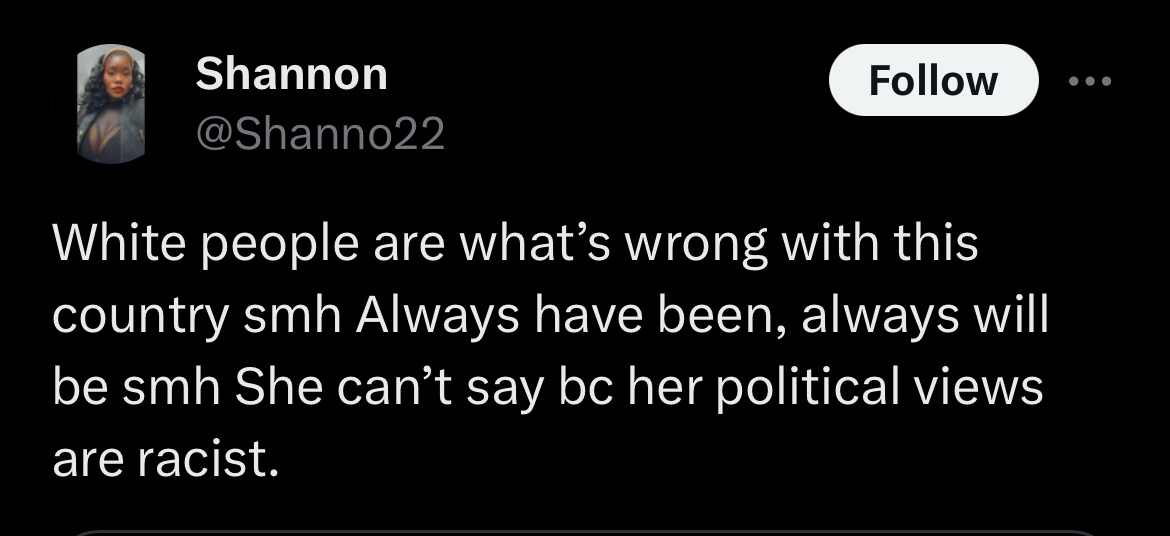 Shannon
Follow
@Shanno22
White people are what’s wrong with this
country smh Always have been, always will
be smh She can’t say bc her political views
are racist.